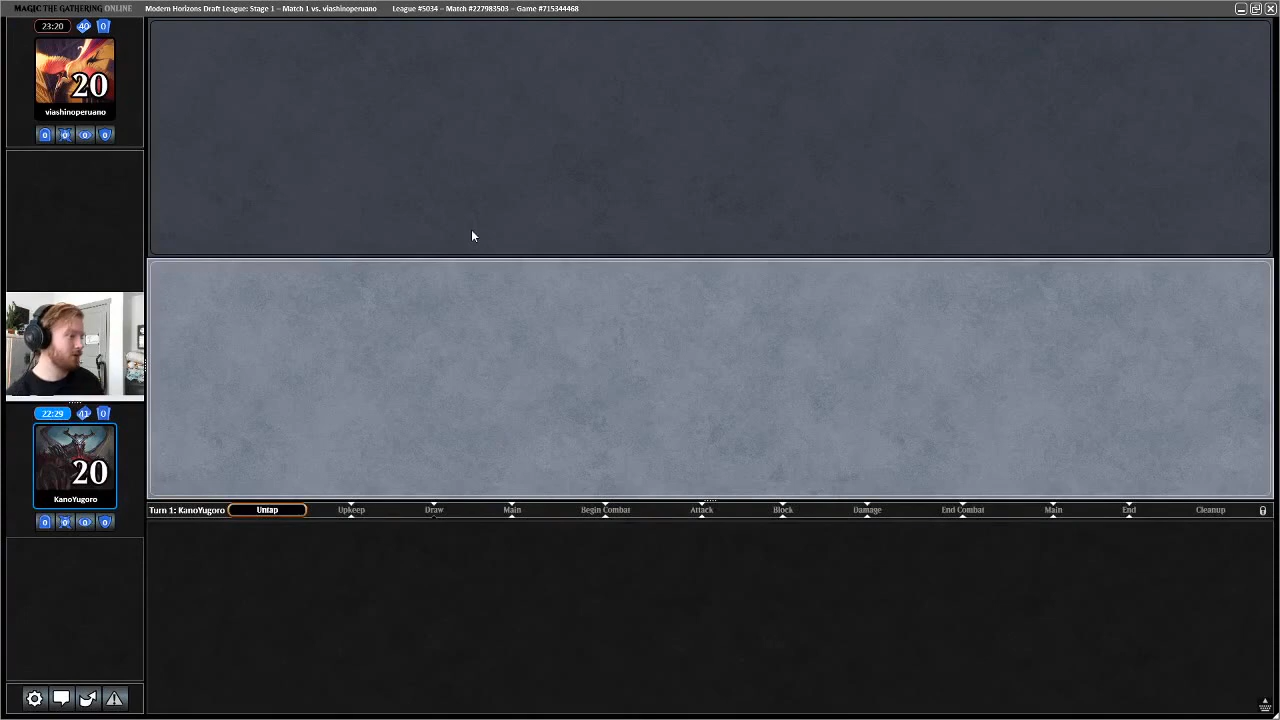 MAGIC THE GATHERING ONLINE Modern Horizons Draft League: Stage 1 – Match 1 vs. viashinoperuano League #5034 – Match #227983503 – Game #715344468
23:20 40 0
20
viashinoperuano
0 0 0 0
22:29 41 0
20
KanoYugoro
0 0 0 0
Turn 1: KanoYugoro Untap Upkeep Draw Main Begin Combat Attack Block Damage End Combat Main End Cleanup